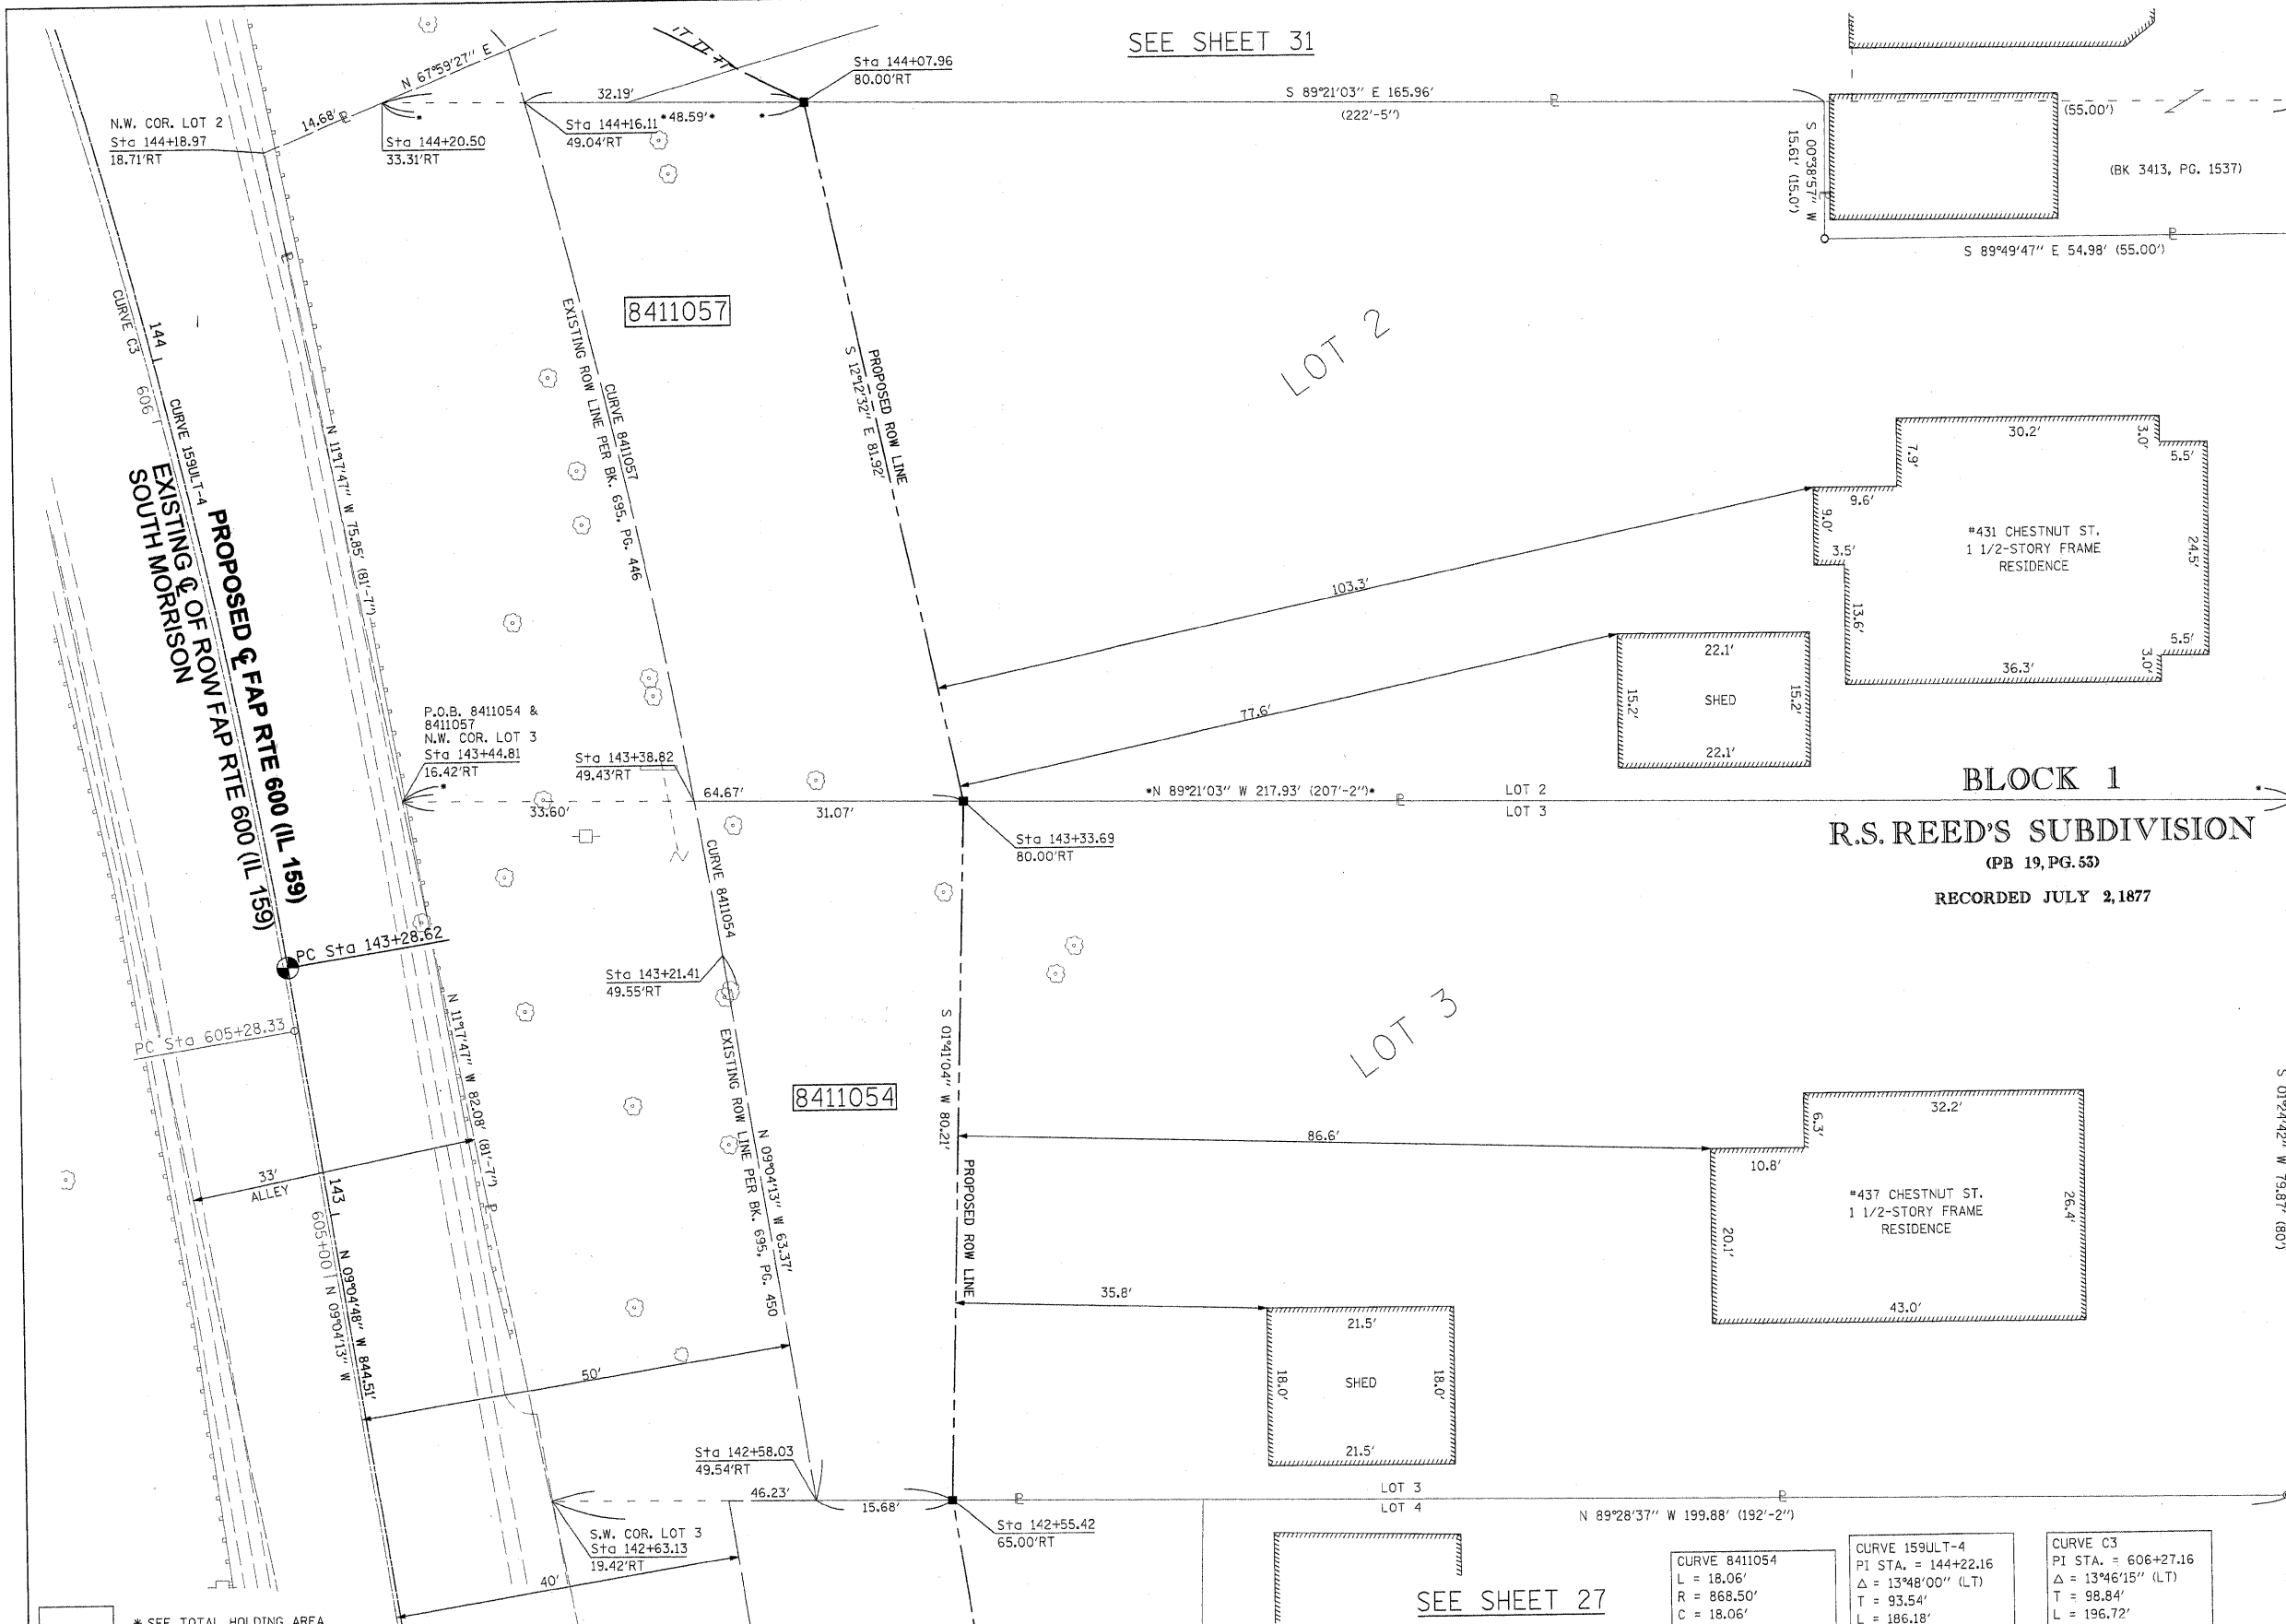 SEE SHEET 31
N 67°59'27" E
Sta 144+07.96
80.00'RT
32.19'
*48.59'*
S 89°21'03" E 165.96'
(222'-5")
(55.00')
N.W. COR. LOT 2
Sta 144+18.97
18.71'RT
14.68'
Sta 144+20.50
33.31'RT
Sta 144+16.11
49.04'RT
S 00°38'57" W
15.61' (15.0')
(BK 3413, PG. 1537)
S 89°49'47" E 54.98' (55.00')
8411057
CURVE C3
144
606
CURVE 159ULT-4
N 11°17'47" W 75.85' (81'-7")
EXISTING ROW LINE PER BK. 695, PG. 446
CURVE 8411057
PROPOSED ROW LINE
S 12°12'32" E 81.92'
LOT 2
PROPOSED ℄ FAP RTE 600 (IL 159)
EXISTING ℄ OF ROW FAP RTE 600 (IL 159)
SOUTH MORRISON
30.2'
3.0'
5.5'
7.9'
9.6'
9.0'
3.5'
#431 CHESTNUT ST.
1 1/2-STORY FRAME
RESIDENCE
24.5'
13.6'
36.3'
5.5'
3.0'
103.3'
77.6'
22.1'
15.2'
SHED
15.2'
22.1'
P.O.B. 8411054 &
8411057
N.W. COR. LOT 3
Sta 143+44.81
16.42'RT
Sta 143+38.82
49.43'RT
33.60'
64.67'
31.07'
*N 89°21'03" W 217.93' (207'-2")*
LOT 2
LOT 3
BLOCK 1
R.S. REED'S SUBDIVISION
(PB 19, PG. 53)
RECORDED JULY 2, 1877
Sta 143+33.69
80.00'RT
CURVE 8411054
PC Sta 143+28.62
Sta 143+21.41
49.55'RT
PC Sta 605+28.33
N 11°17'47" W 82.08' (81'-7")
EXISTING ROW LINE PER BK. 695, PG. 450
N 09°04'13" W 63.37'
S 01°41'04" W 80.21'
PROPOSED ROW LINE
LOT 3
8411054
S 01°24'42" W 79.87' (80')
33'
ALLEY
143
605+00
N 09°04'48" W 844.51'
N 09°04'13" W
86.6'
32.2'
6.3'
10.8'
#437 CHESTNUT ST.
1 1/2-STORY FRAME
RESIDENCE
26.4'
20.1'
43.0'
35.8'
21.5'
18.0'
SHED
18.0'
21.5'
50'
Sta 142+58.03
49.54'RT
46.23'
15.68'
LOT 3
LOT 4
N 89°28'37" W 199.88' (192'-2")
S.W. COR. LOT 3
Sta 142+63.13
19.42'RT
Sta 142+55.42
65.00'RT
40'
SEE SHEET 27
CURVE 8411054
L = 18.06'
R = 868.50'
C = 18.06'
CURVE 159ULT-4
PI STA. = 144+22.16
Δ = 13°48'00" (LT)
T = 93.54'
L = 186.18'
CURVE C3
PI STA. = 606+27.16
Δ = 13°46'15" (LT)
T = 98.84'
L = 196.72'
* SEE TOTAL HOLDING AREA